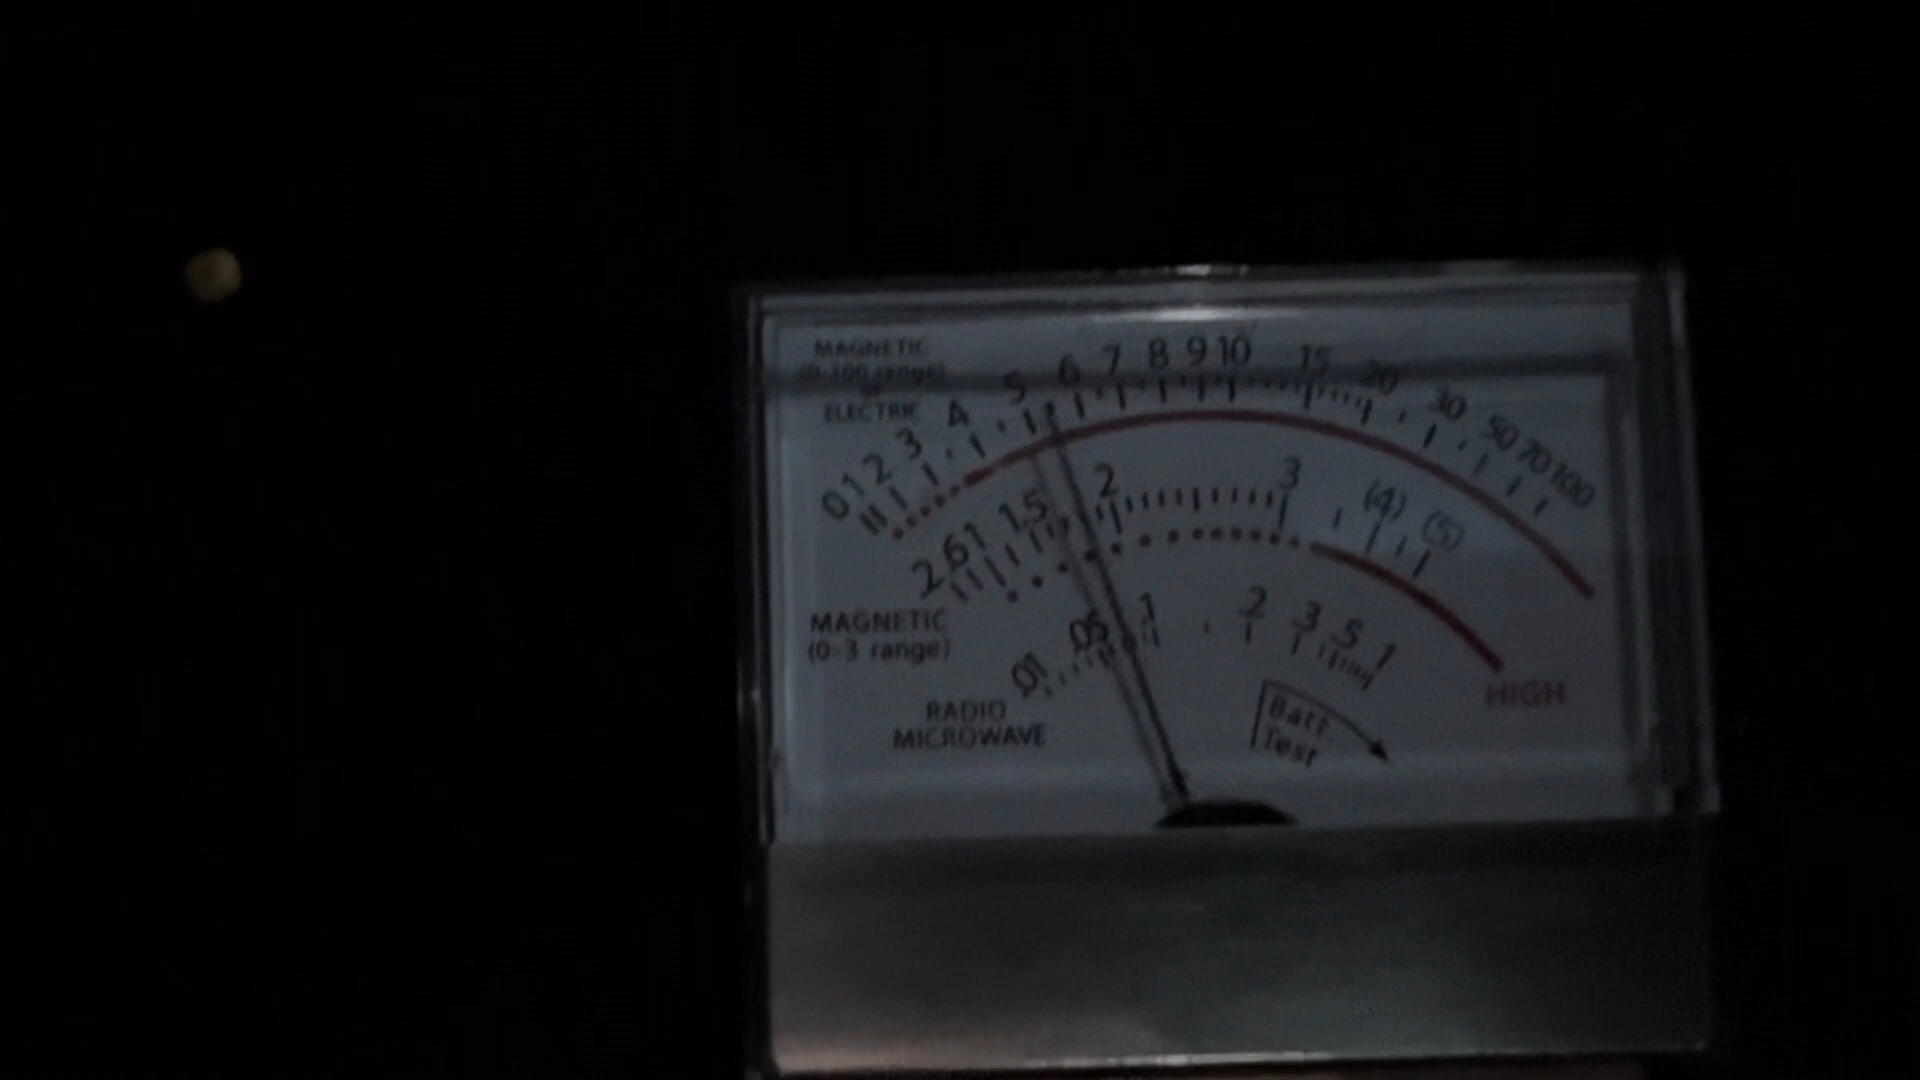 MAGNETIC
(0-100 range)
or
ELECTRIC
0 1 2 3 4 5 6 7 8 9 10 15 20 30 50 70 100
.2 .6 1 1.5 2 3 (4) (5)
MAGNETIC
(0-3 range)
.01 .05 .1 .2 .3 .5 1
RADIO
MICROWAVE
HIGH
Batt.
Test